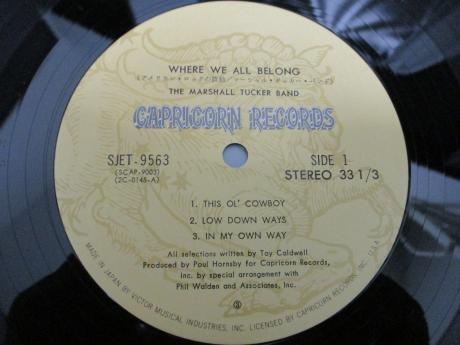 WHERE WE ALL BELONG
THE MARSHALL TUCKER BAND
CAPRICORN RECORDS
SJET-9563
(SCAP-9003)
(2C-0145-A)
SIDE 1
STEREO 33 1/3
1. THIS OL' COWBOY
2. LOW DOWN WAYS
3. IN MY OWN WAY
All selections written by Toy Caldwell
Produced by Paul Hornsby for Capricorn Records,
Inc. by special arrangement with
Phil Walden and Associates, Inc.
MADE IN JAPAN BY VICTOR MUSICAL INDUSTRIES, INC. LICENSED BY CAPRICORN RECORDS, INC., U.S.A.